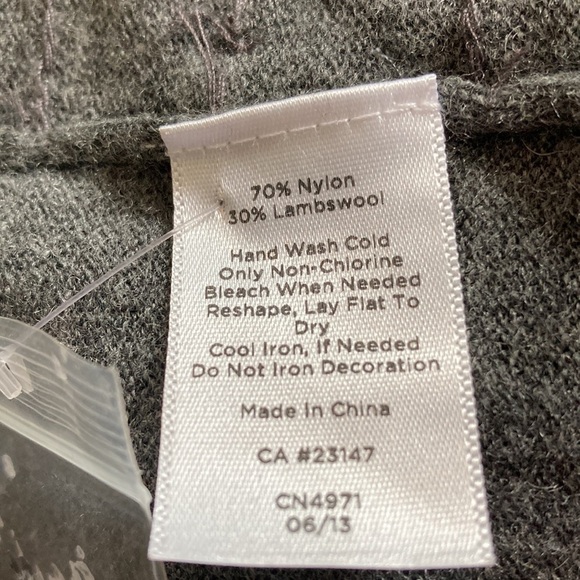 70% Nylon
30% Lambswool
Hand Wash Cold
Only Non-Chlorine
Bleach When Needed
Reshape, Lay Flat To
Dry
Cool Iron, If Needed
Do Not Iron Decoration
Made In China
CA #23147
CN4971
06/13